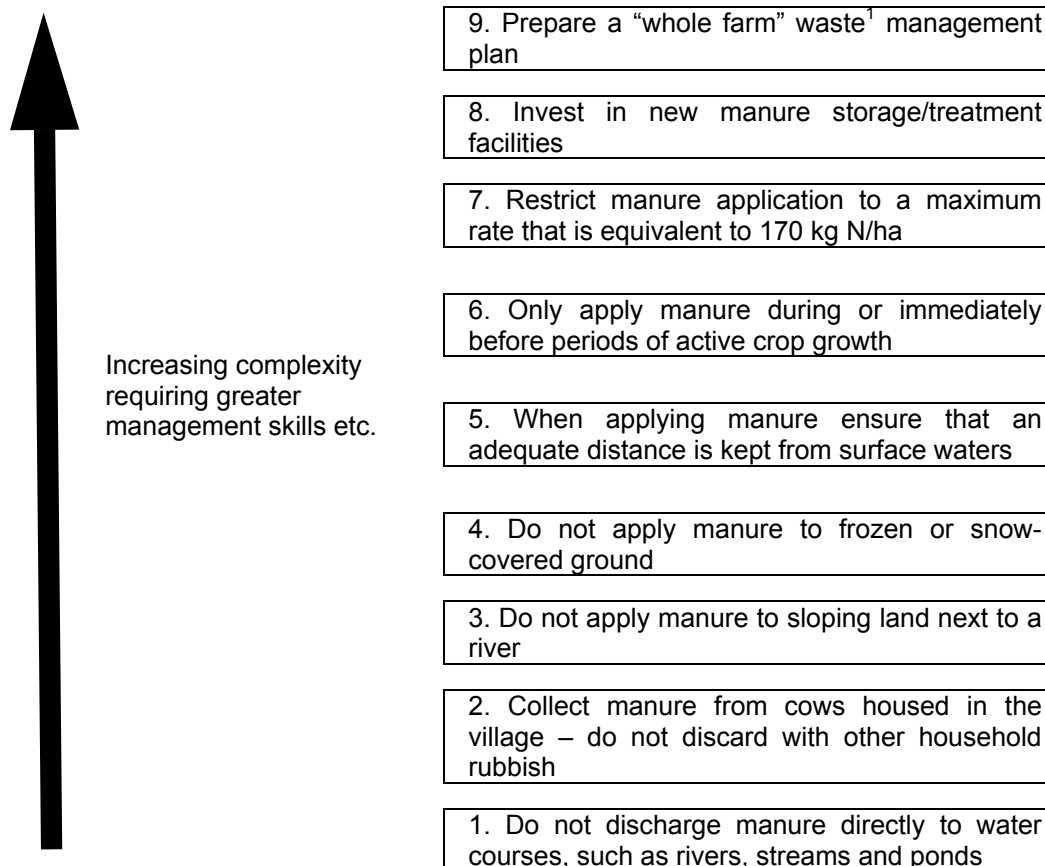 9. Prepare a “whole farm” waste1 management
plan
8. Invest in new manure storage/treatment
facilities
7. Restrict manure application to a maximum
rate that is equivalent to 170 kg N/ha
6. Only apply manure during or immediately
before periods of active crop growth
Increasing complexity
requiring greater
management skills etc.
5. When applying manure ensure that an
adequate distance is kept from surface waters
4. Do not apply manure to frozen or snow-
covered ground
3. Do not apply manure to sloping land next to a
river
2. Collect manure from cows housed in the
village – do not discard with other household
rubbish
1. Do not discharge manure directly to water
courses, such as rivers, streams and ponds